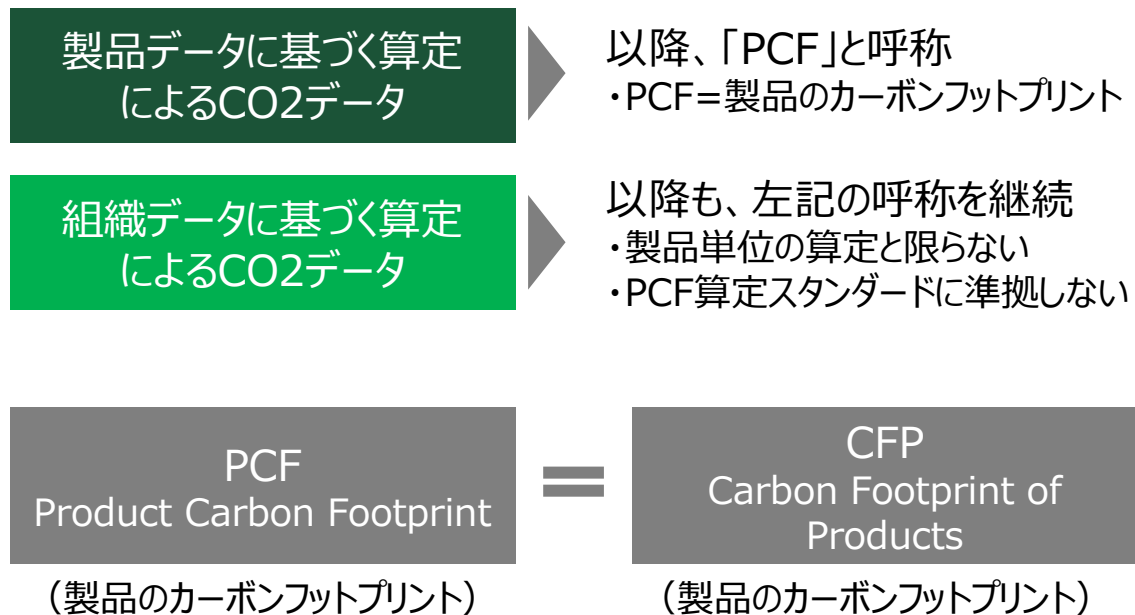 製品データに基づく算定
によるCO2データ
以降、「PCF」と呼称
・PCF=製品のカーボンフットプリント
組織データに基づく算定
によるCO2データ
以降も、左記の呼称を継続
・製品単位の算定と限らない
・PCF算定スタンダードに準拠しない
PCF
Product Carbon Footprint
=
CFP
Carbon Footprint of
Products
（製品のカーボンフットプリント）
（製品のカーボンフットプリント）